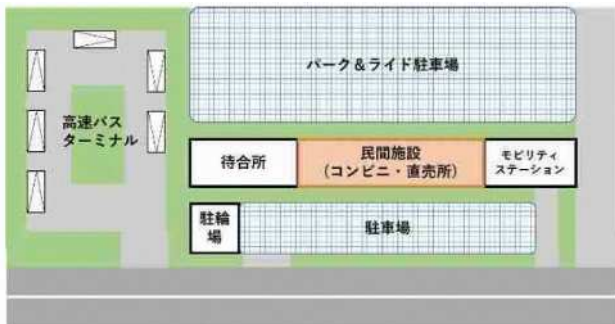 パーク＆ライド駐車場
高速バス
ターミナル
待合所
民間施設
(コンビニ・直売所)
モビリティ
ステーション
駐輪
場
駐車場